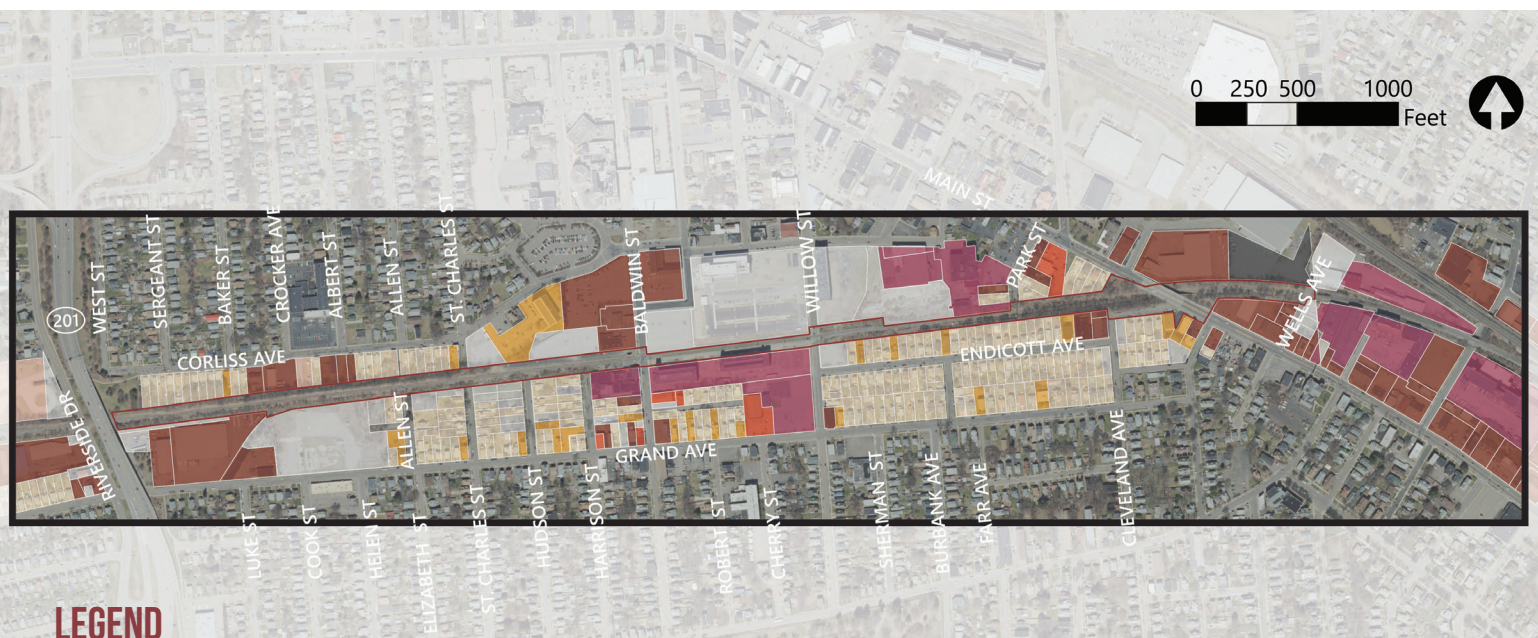 0 250 500 1000
Feet
MAIN ST
201
WEST ST
SERGEANT ST
BAKER ST
CROCKER AVE
ALBERT ST
ALLEN ST
ST. CHARLES ST
BALDWIN ST
WILLOW ST
PARK ST
WELLS AVE
CORLISS AVE
ENDICOTT AVE
RIVERSIDE DR
ALLEN ST
GRAND AVE
LUKE ST
COOK ST
HELEN ST
ELIZABETH ST
ST. CHARLES ST
HUDSON ST
HARRISON ST
ROBERT ST
CHERRY ST
SHERMAN ST
BURBANK AVE
FARR AVE
CLEVELAND AVE
LEGEND